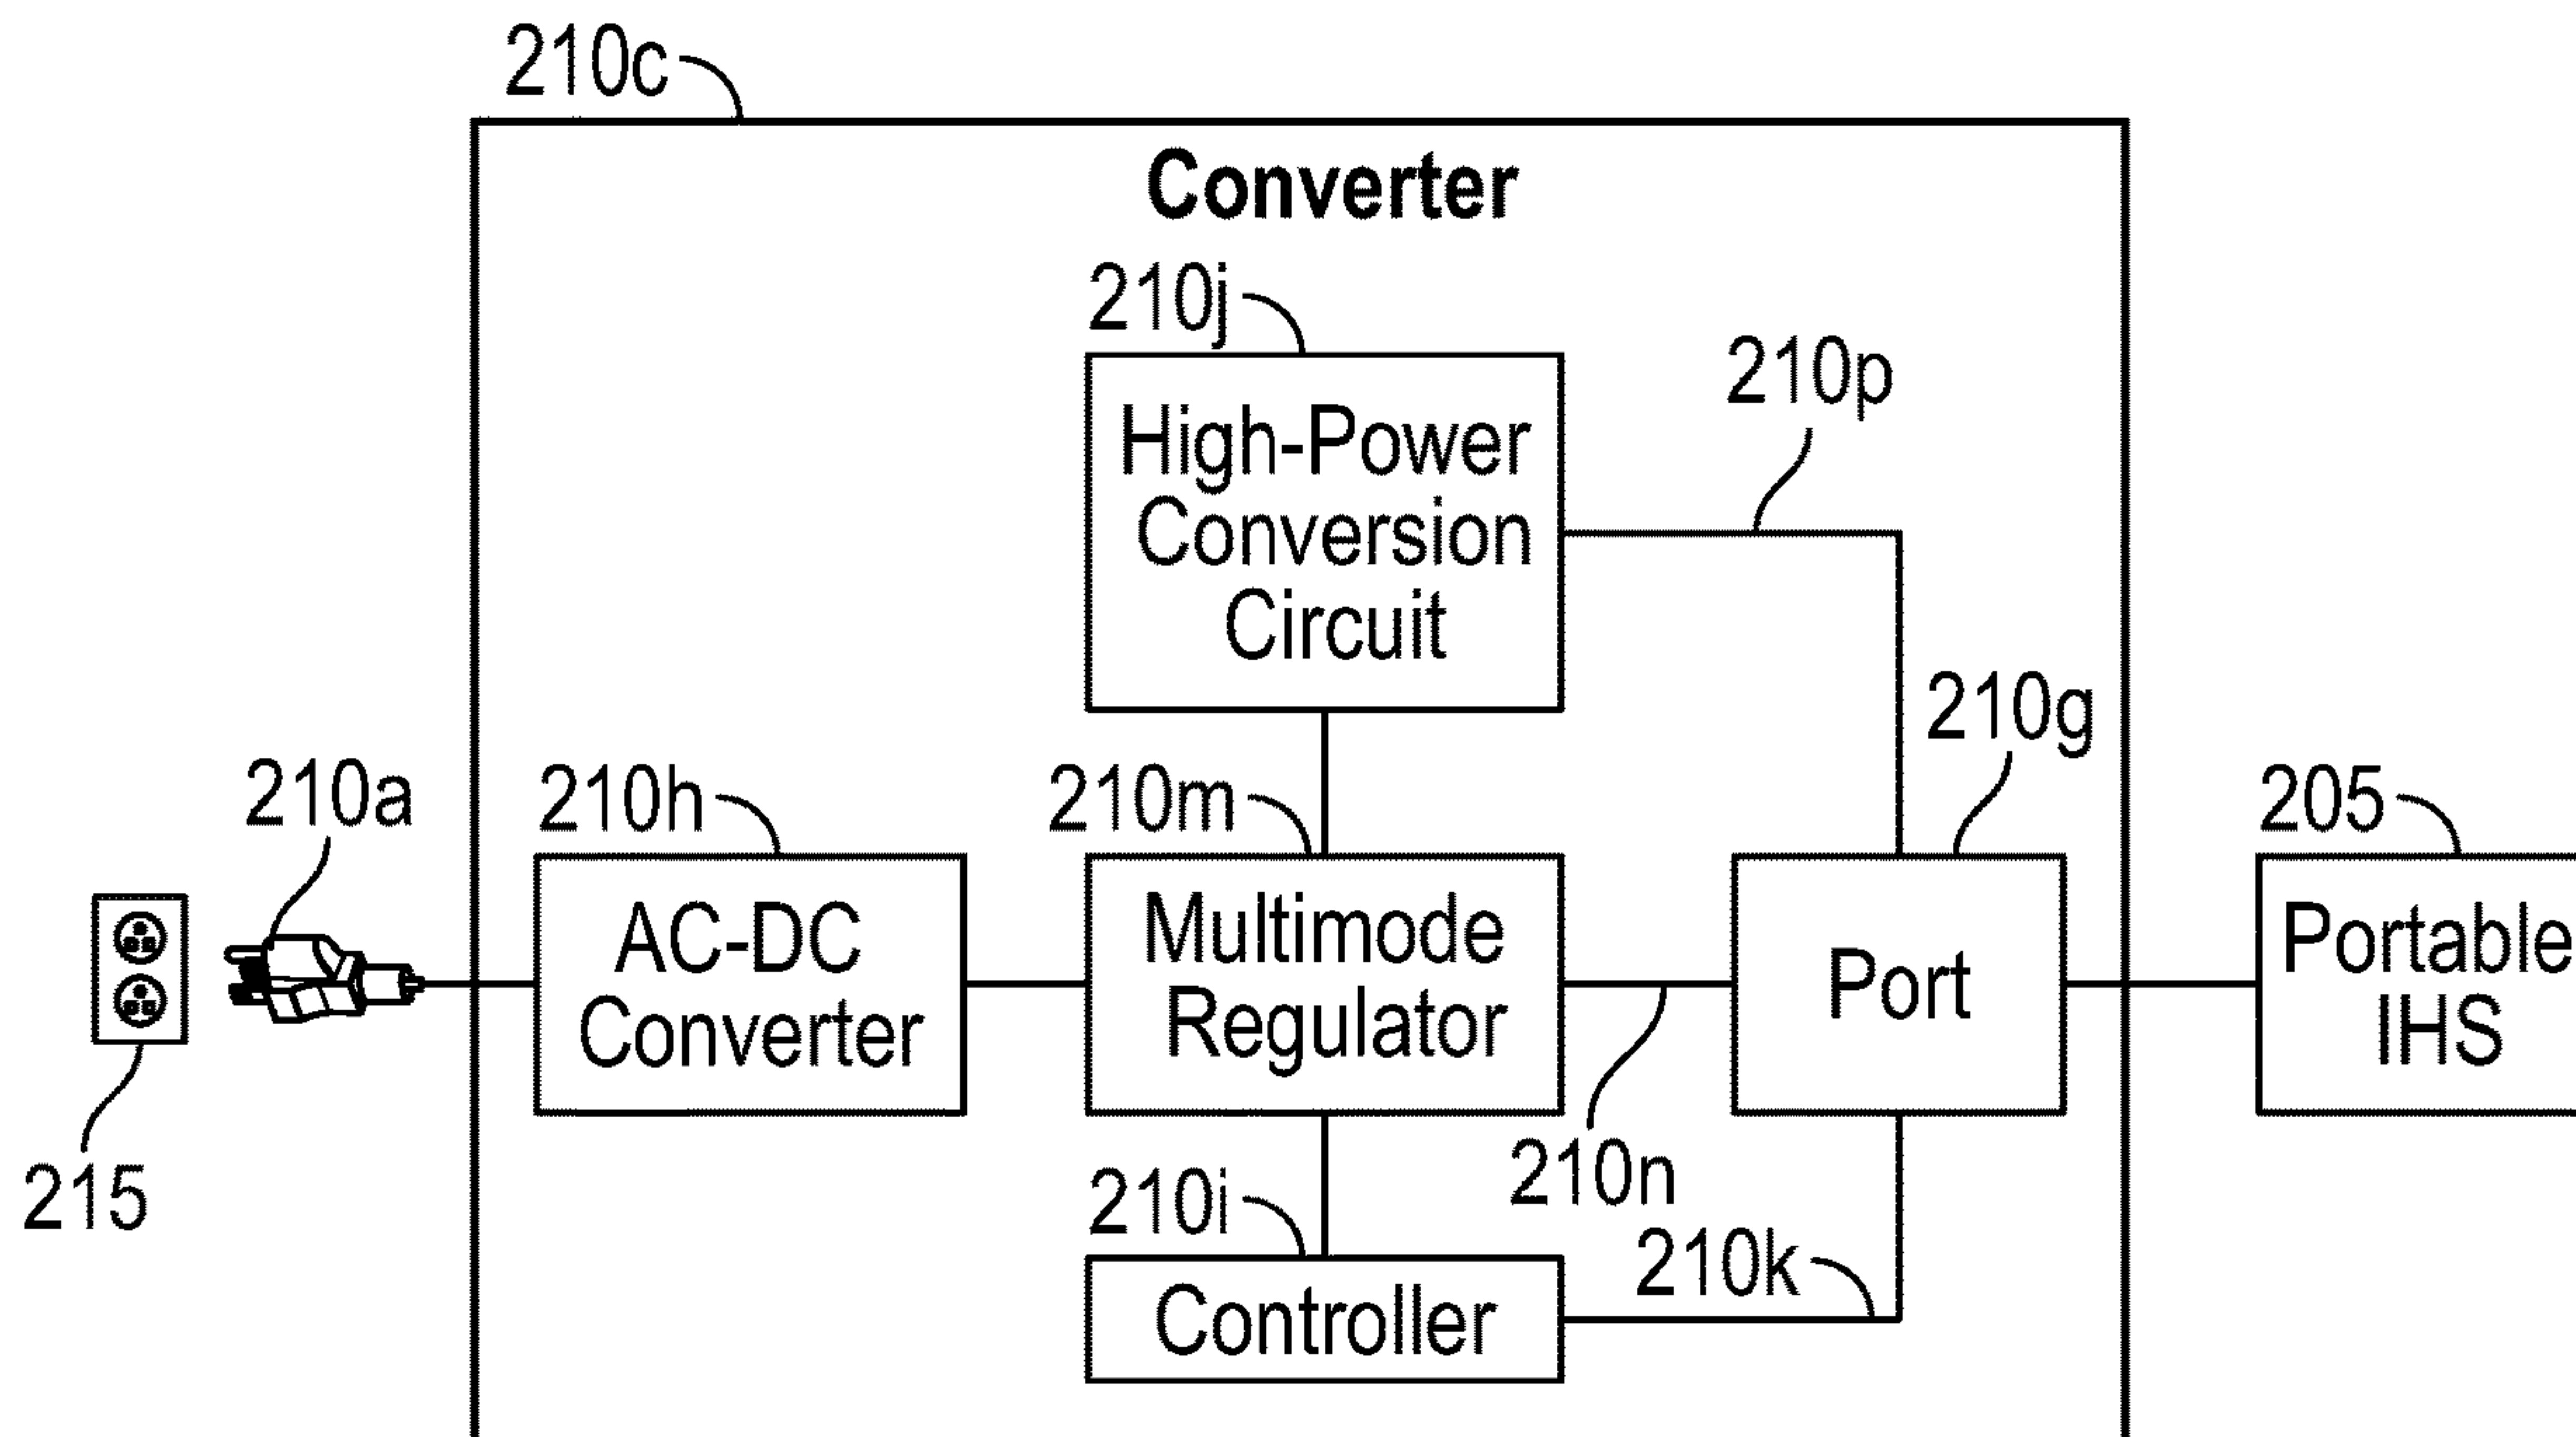 210c
Converter
210j
High-Power
Conversion
Circuit
210p
210g
210a
210h
210m
205
AC-DC
Converter
Multimode
Regulator
Port
Portable
IHS
215
210i
210n
210k
Controller